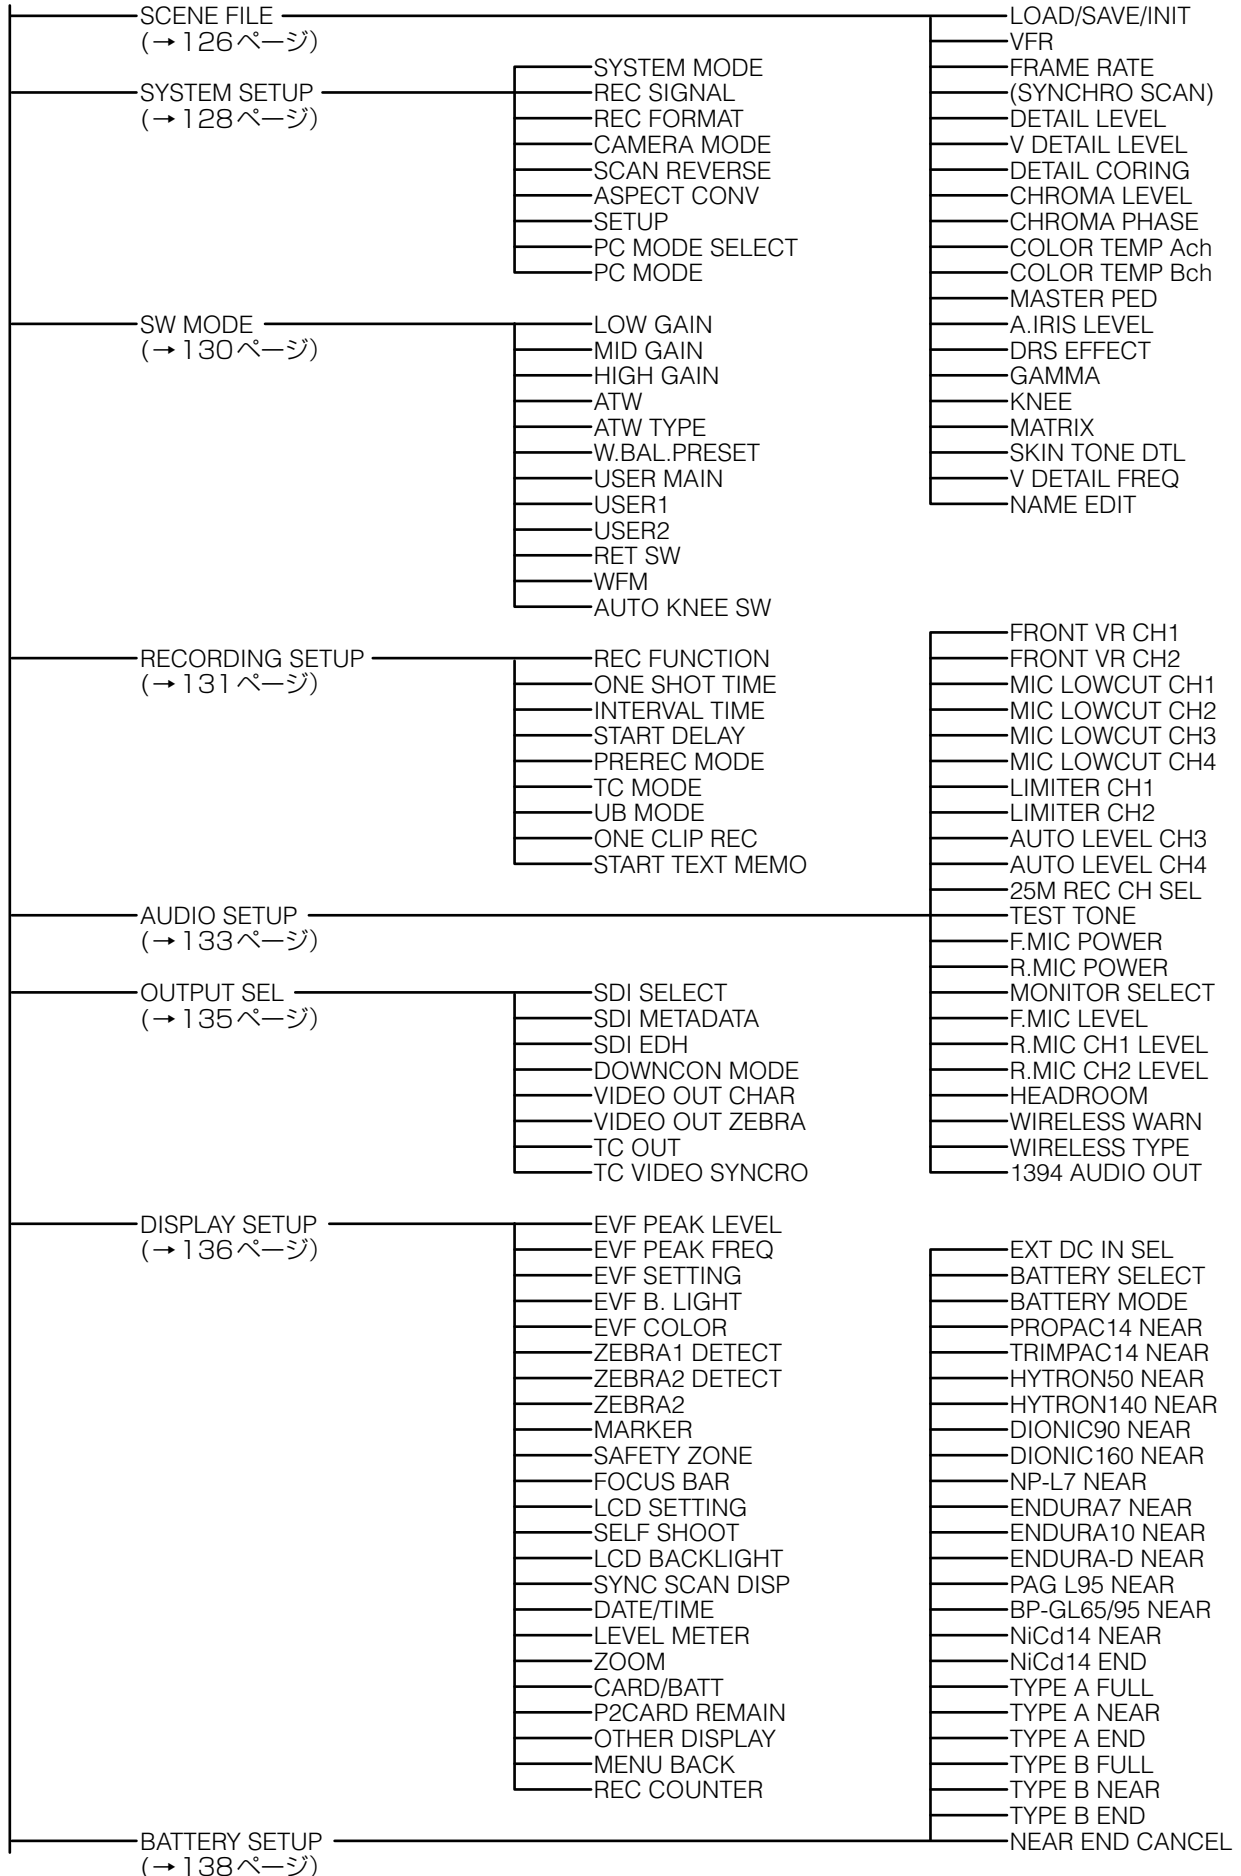 SCENE FILE
(→126ページ)
LOAD/SAVE/INIT
VFR
FRAME RATE
(SYNCHRO SCAN)
DETAIL LEVEL
V DETAIL LEVEL
DETAIL CORING
CHROMA LEVEL
CHROMA PHASE
COLOR TEMP Ach
COLOR TEMP Bch
MASTER PED
A.IRIS LEVEL
DRS EFFECT
GAMMA
KNEE
MATRIX
SKIN TONE DTL
V DETAIL FREQ
NAME EDIT
SYSTEM SETUP
(→128ページ)
SYSTEM MODE
REC SIGNAL
REC FORMAT
CAMERA MODE
SCAN REVERSE
ASPECT CONV
SETUP
PC MODE SELECT
PC MODE
SW MODE
(→130ページ)
LOW GAIN
MID GAIN
HIGH GAIN
ATW
ATW TYPE
W.BAL.PRESET
USER MAIN
USER1
USER2
RET SW
WFM
AUTO KNEE SW
RECORDING SETUP
(→131ページ)
REC FUNCTION
ONE SHOT TIME
INTERVAL TIME
START DELAY
PREREC MODE
TC MODE
UB MODE
ONE CLIP REC
START TEXT MEMO
AUDIO SETUP
(→133ページ)
FRONT VR CH1
FRONT VR CH2
MIC LOWCUT CH1
MIC LOWCUT CH2
MIC LOWCUT CH3
MIC LOWCUT CH4
LIMITER CH1
LIMITER CH2
AUTO LEVEL CH3
AUTO LEVEL CH4
25M REC CH SEL
TEST TONE
F.MIC POWER
R.MIC POWER
MONITOR SELECT
F.MIC LEVEL
R.MIC CH1 LEVEL
R.MIC CH2 LEVEL
HEADROOM
WIRELESS WARN
WIRELESS TYPE
1394 AUDIO OUT
OUTPUT SEL
(→135ページ)
SDI SELECT
SDI METADATA
SDI EDH
DOWNCON MODE
VIDEO OUT CHAR
VIDEO OUT ZEBRA
TC OUT
TC VIDEO SYNCRO
DISPLAY SETUP
(→136ページ)
EVF PEAK LEVEL
EVF PEAK FREQ
EVF SETTING
EVF B. LIGHT
EVF COLOR
ZEBRA1 DETECT
ZEBRA2 DETECT
ZEBRA2
MARKER
SAFETY ZONE
FOCUS BAR
LCD SETTING
SELF SHOOT
LCD BACKLIGHT
SYNC SCAN DISP
DATE/TIME
LEVEL METER
ZOOM
CARD/BATT
P2CARD REMAIN
OTHER DISPLAY
MENU BACK
REC COUNTER
BATTERY SETUP
(→138ページ)
EXT DC IN SEL
BATTERY SELECT
BATTERY MODE
PROPAC14 NEAR
TRIMPAC14 NEAR
HYTRON50 NEAR
HYTRON140 NEAR
DIONIC90 NEAR
DIONIC160 NEAR
NP-L7 NEAR
ENDURA7 NEAR
ENDURA10 NEAR
ENDURA-D NEAR
PAG L95 NEAR
BP-GL65/95 NEAR
NiCd14 NEAR
NiCd14 END
TYPE A FULL
TYPE A NEAR
TYPE A END
TYPE B FULL
TYPE B NEAR
TYPE B END
NEAR END CANCEL